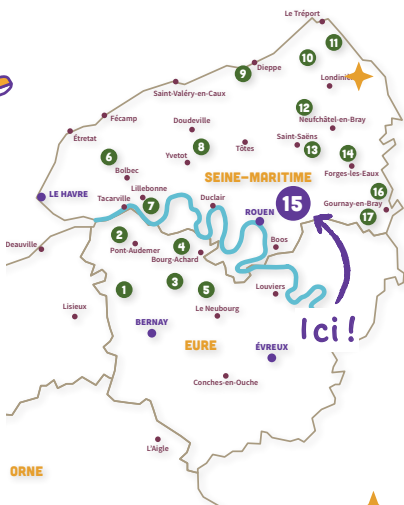 Le Tréport
11
10
9
Dieppe
Londinie
Saint-Valéry-en-Caux
12
Fécamp
Doudeville
Neufchâtel-en-Bray
Étretat
Saint-Saëns
8
Tôtes
13
14
6
Yvetot
Bolbec
Forges-les-Eaux
SEINE-MARITIME
Lillebonne
16
LE HAVRE
Tacarville
7
Duclair
15
Gournay-en-Bray
ROUEN
17
2
Deauville
Pont-Audemer
4
Boos
Bourg-Achard
1
3
5
Louviers
Lisieux
Le Neubourg
Ici !
BERNAY
EURE
ÉVREUX
Conches-en-Ouche
L'Aigle
ORNE